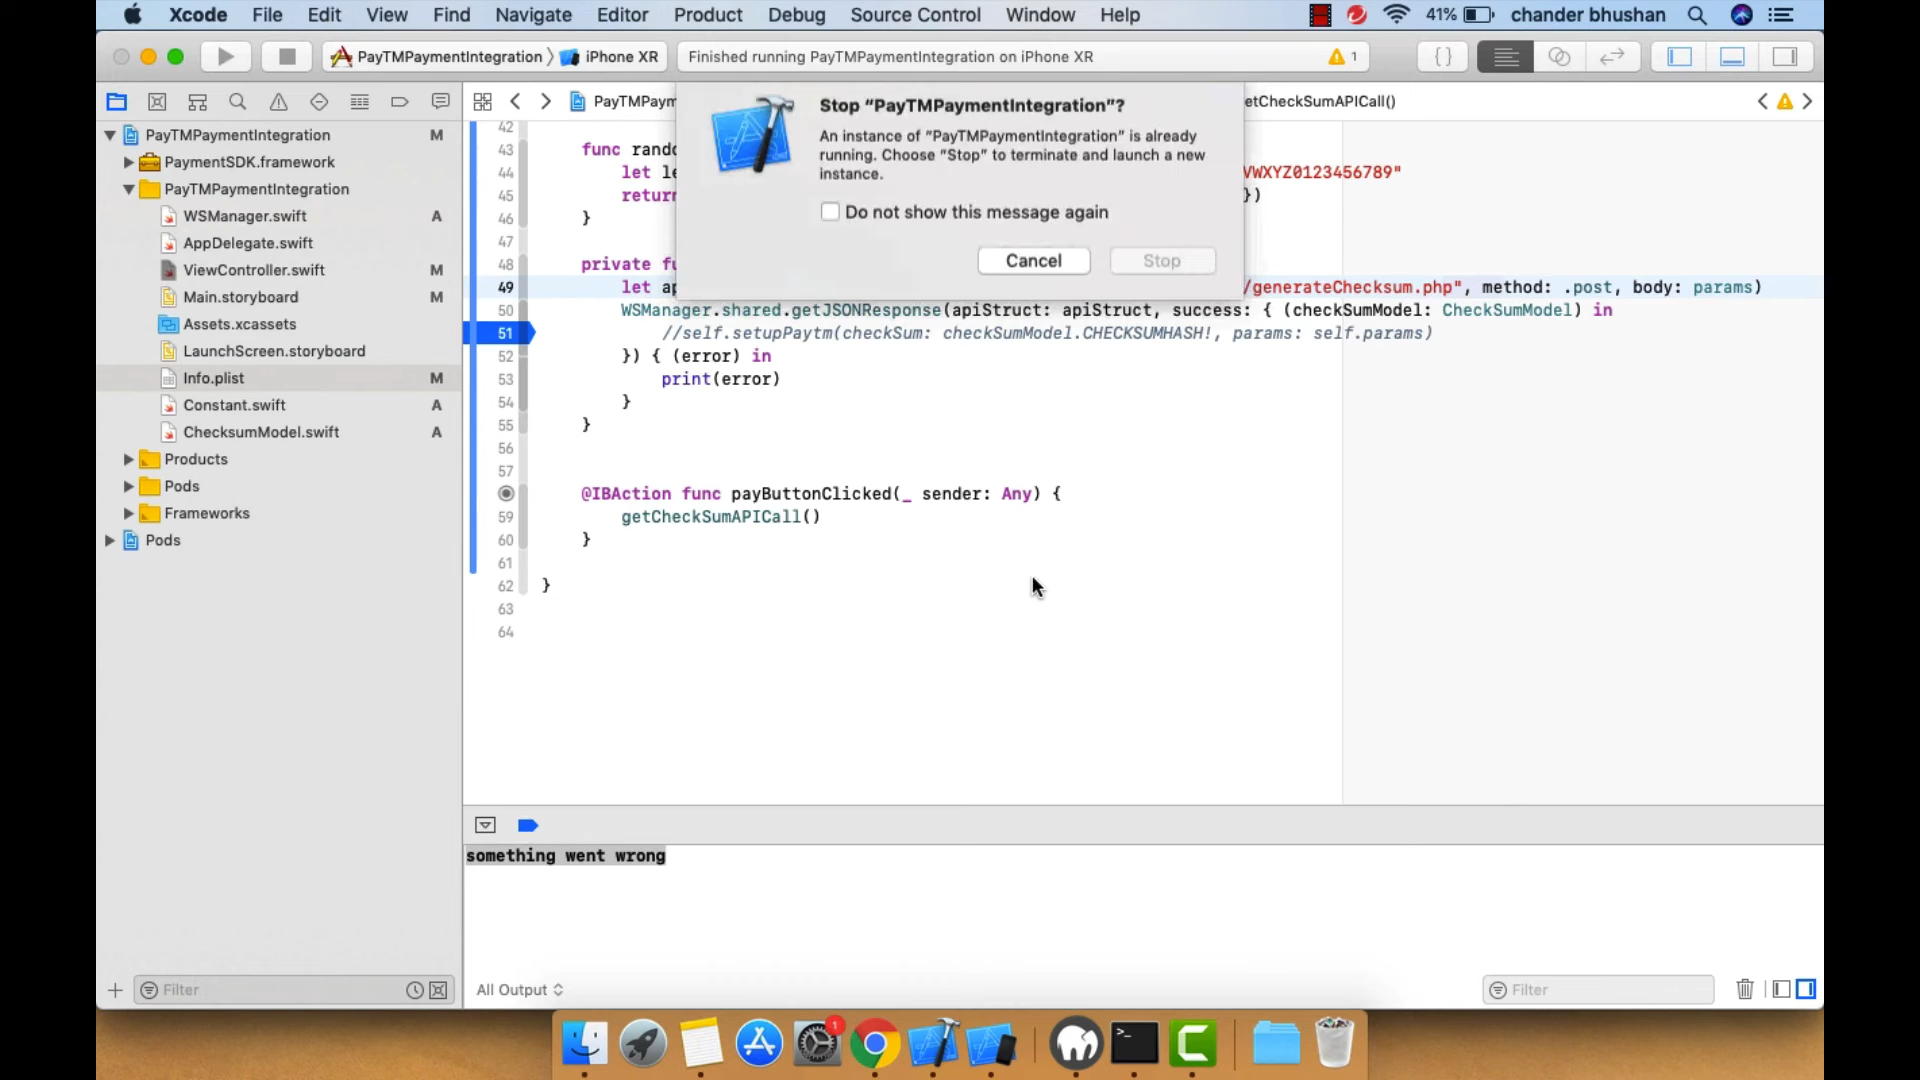 Xcode File Edit View Find Navigate Editor Product Debug Source Control Window Help 41% chander bhushan
PayTMPaymentIntegration 〉 iPhone XR Finished running PayTMPaymentIntegration on iPhone XR 1
PayTMPaym
etCheckSumAPICall()
Stop “PayTMPaymentIntegration”?
An instance of “PayTMPaymentIntegration” is already
running. Choose “Stop” to terminate and launch a new
instance.
Do not show this message again
Cancel Stop
PayTMPaymentIntegration M
PaymentSDK.framework
PayTMPaymentIntegration
WSManager.swift A
AppDelegate.swift
ViewController.swift M
Main.storyboard M
Assets.xcassets
LaunchScreen.storyboard
Info.plist M
Constant.swift A
ChecksumModel.swift A
Products
Pods
Frameworks
Pods
42
43 func rando
44 let le VWXYZ0123456789"
45 return })
46 }
47
48 private fu
49 let ap /generateChecksum.php", method: .post, body: params)
50 WSManager.shared.getJSONResponse(apiStruct: apiStruct, success: { (checkSumModel: CheckSumModel) in
51 //self.setupPaytm(checkSum: checkSumModel.CHECKSUMHASH!, params: self.params)
52 }) { (error) in
53 print(error)
54 }
55 }
56
57
@IBAction func payButtonClicked(_ sender: Any) {
59 getCheckSumAPICall()
60 }
61
62 }
63
64
something went wrong
Filter
All Output
Filter
1